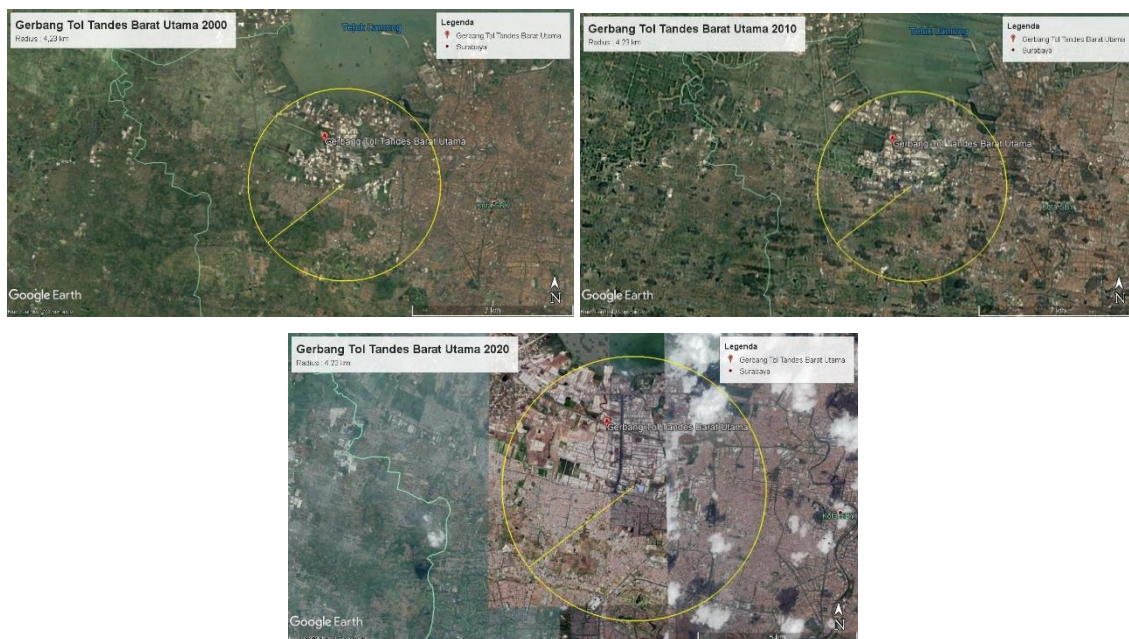 Gerbang Tol Tandes Barat Utama 2000
Radius : 4,23 km
Legenda
Gerbang Tol Tandes Barat Utama
Surabaya
Teluk Lamong
Gerbang Tol Tandes Barat Utama
Google Earth
N
Gerbang Tol Tandes Barat Utama 2010
Radius : 4,23 km
Legenda
Gerbang Tol Tandes Barat Utama
Surabaya
Teluk Lamong
Gerbang Tol Tandes Barat Utama
Google Earth
N
7 km
Gerbang Tol Tandes Barat Utama 2020
Radius : 4,23 km
Legenda
Gerbang Tol Tandes Barat Utama
Surabaya
Gerbang Tol Tandes Barat Utama
Google Earth
N
5 km